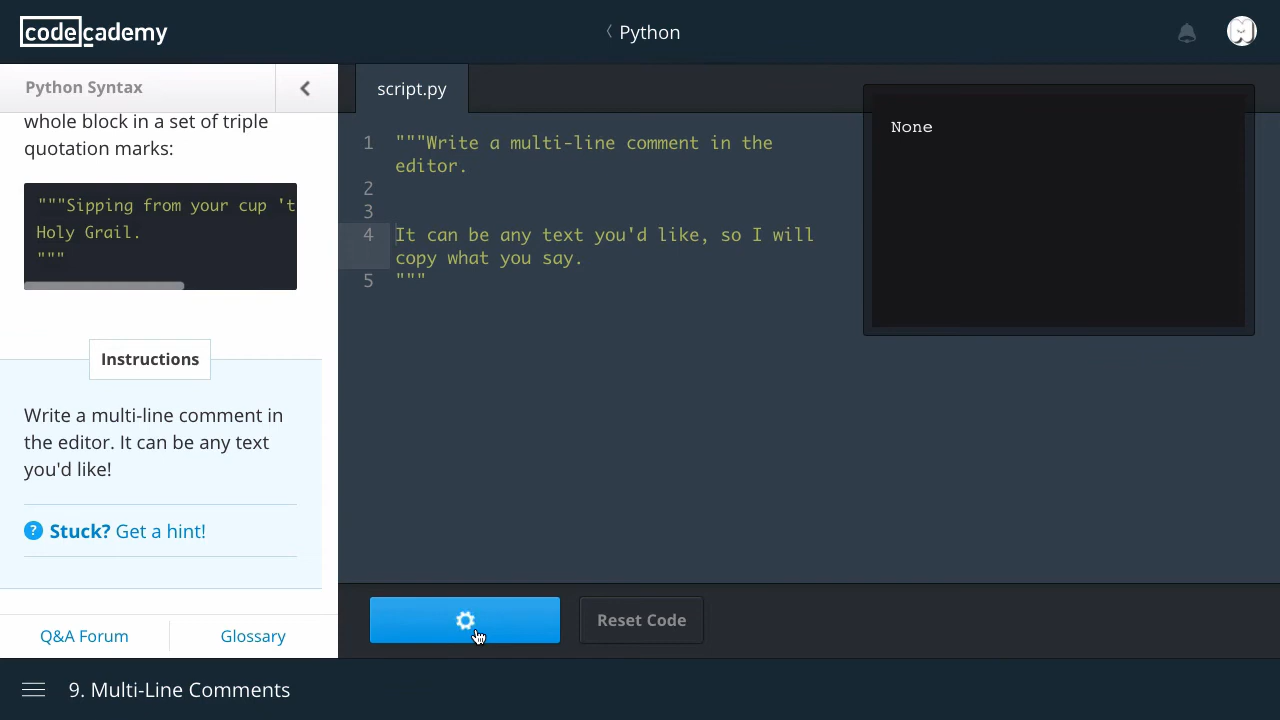 codecademy
Python
Python Syntax
script.py
whole block in a set of triple
quotation marks:
"""Sipping from your cup 't
Holy Grail.
"""
Instructions
Write a multi-line comment in
the editor. It can be any text
you'd like!
? Stuck? Get a hint!
Q&A Forum
Glossary
1 """Write a multi-line comment in the
editor.
2
3
4 It can be any text you'd like, so I will
copy what you say.
5 """
None
Reset Code
9. Multi-Line Comments